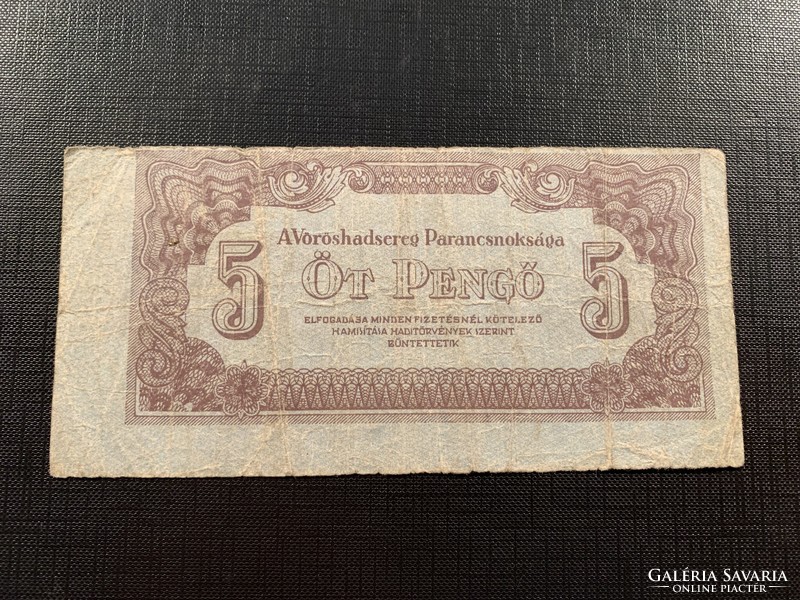 A Vöröshadsereg Parancsnoksága
5 ÖT PENGŐ 5
ELFOGADÁSA MINDEN FIZETÉSNÉL KÖTELEZŐ
HAMISÍTÁSA HADITÖRVÉNYEK SZERINT
BÜNTETTETIK
GALÉRIA SAVARIA
ONLINE PIACTÉR